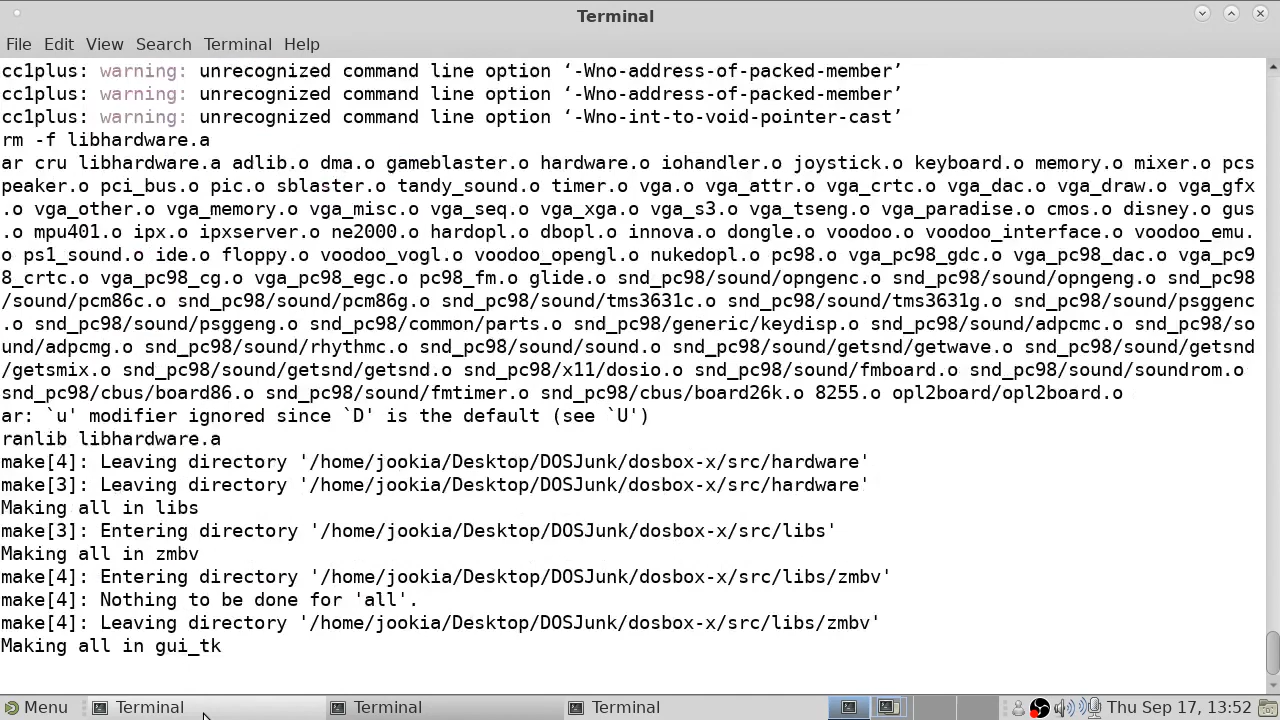 Terminal
File Edit View Search Terminal Help
cc1plus: warning: unrecognized command line option ‘-Wno-address-of-packed-member’
cc1plus: warning: unrecognized command line option ‘-Wno-address-of-packed-member’
cc1plus: warning: unrecognized command line option ‘-Wno-int-to-void-pointer-cast’
rm -f libhardware.a
ar cru libhardware.a adlib.o dma.o gameblaster.o hardware.o iohandler.o joystick.o keyboard.o memory.o mixer.o pcs
peaker.o pci_bus.o pic.o sblaster.o tandy_sound.o timer.o vga.o vga_attr.o vga_crtc.o vga_dac.o vga_draw.o vga_gfx
.o vga_other.o vga_memory.o vga_misc.o vga_seq.o vga_xga.o vga_s3.o vga_tseng.o vga_paradise.o cmos.o disney.o gus
.o mpu401.o ipx.o ipxserver.o ne2000.o hardopl.o dbopl.o innova.o dongle.o voodoo.o voodoo_interface.o voodoo_emu.
o ps1_sound.o ide.o floppy.o voodoo_vogl.o voodoo_opengl.o nukedopl.o pc98.o vga_pc98_gdc.o vga_pc98_dac.o vga_pc9
8_crtc.o vga_pc98_cg.o vga_pc98_egc.o pc98_fm.o glide.o snd_pc98/sound/opngenc.o snd_pc98/sound/opngeng.o snd_pc98
/sound/pcm86c.o snd_pc98/sound/pcm86g.o snd_pc98/sound/tms3631c.o snd_pc98/sound/tms3631g.o snd_pc98/sound/psggenc
.o snd_pc98/sound/psggeng.o snd_pc98/common/parts.o snd_pc98/generic/keydisp.o snd_pc98/sound/adpcmc.o snd_pc98/so
und/adpcmg.o snd_pc98/sound/rhythmc.o snd_pc98/sound/sound.o snd_pc98/sound/getsnd/getwave.o snd_pc98/sound/getsnd
/getsmix.o snd_pc98/sound/getsnd/getsnd.o snd_pc98/x11/dosio.o snd_pc98/sound/fmboard.o snd_pc98/sound/soundrom.o
snd_pc98/cbus/board86.o snd_pc98/sound/fmtimer.o snd_pc98/cbus/board26k.o 8255.o opl2board/opl2board.o
ar: `u' modifier ignored since `D' is the default (see `U')
ranlib libhardware.a
make[4]: Leaving directory '/home/jookia/Desktop/DOSJunk/dosbox-x/src/hardware'
make[3]: Leaving directory '/home/jookia/Desktop/DOSJunk/dosbox-x/src/hardware'
Making all in libs
make[3]: Entering directory '/home/jookia/Desktop/DOSJunk/dosbox-x/src/libs'
Making all in zmbv
make[4]: Entering directory '/home/jookia/Desktop/DOSJunk/dosbox-x/src/libs/zmbv'
make[4]: Nothing to be done for 'all'.
make[4]: Leaving directory '/home/jookia/Desktop/DOSJunk/dosbox-x/src/libs/zmbv'
Making all in gui_tk
Menu Terminal Terminal Terminal Thu Sep 17, 13:52